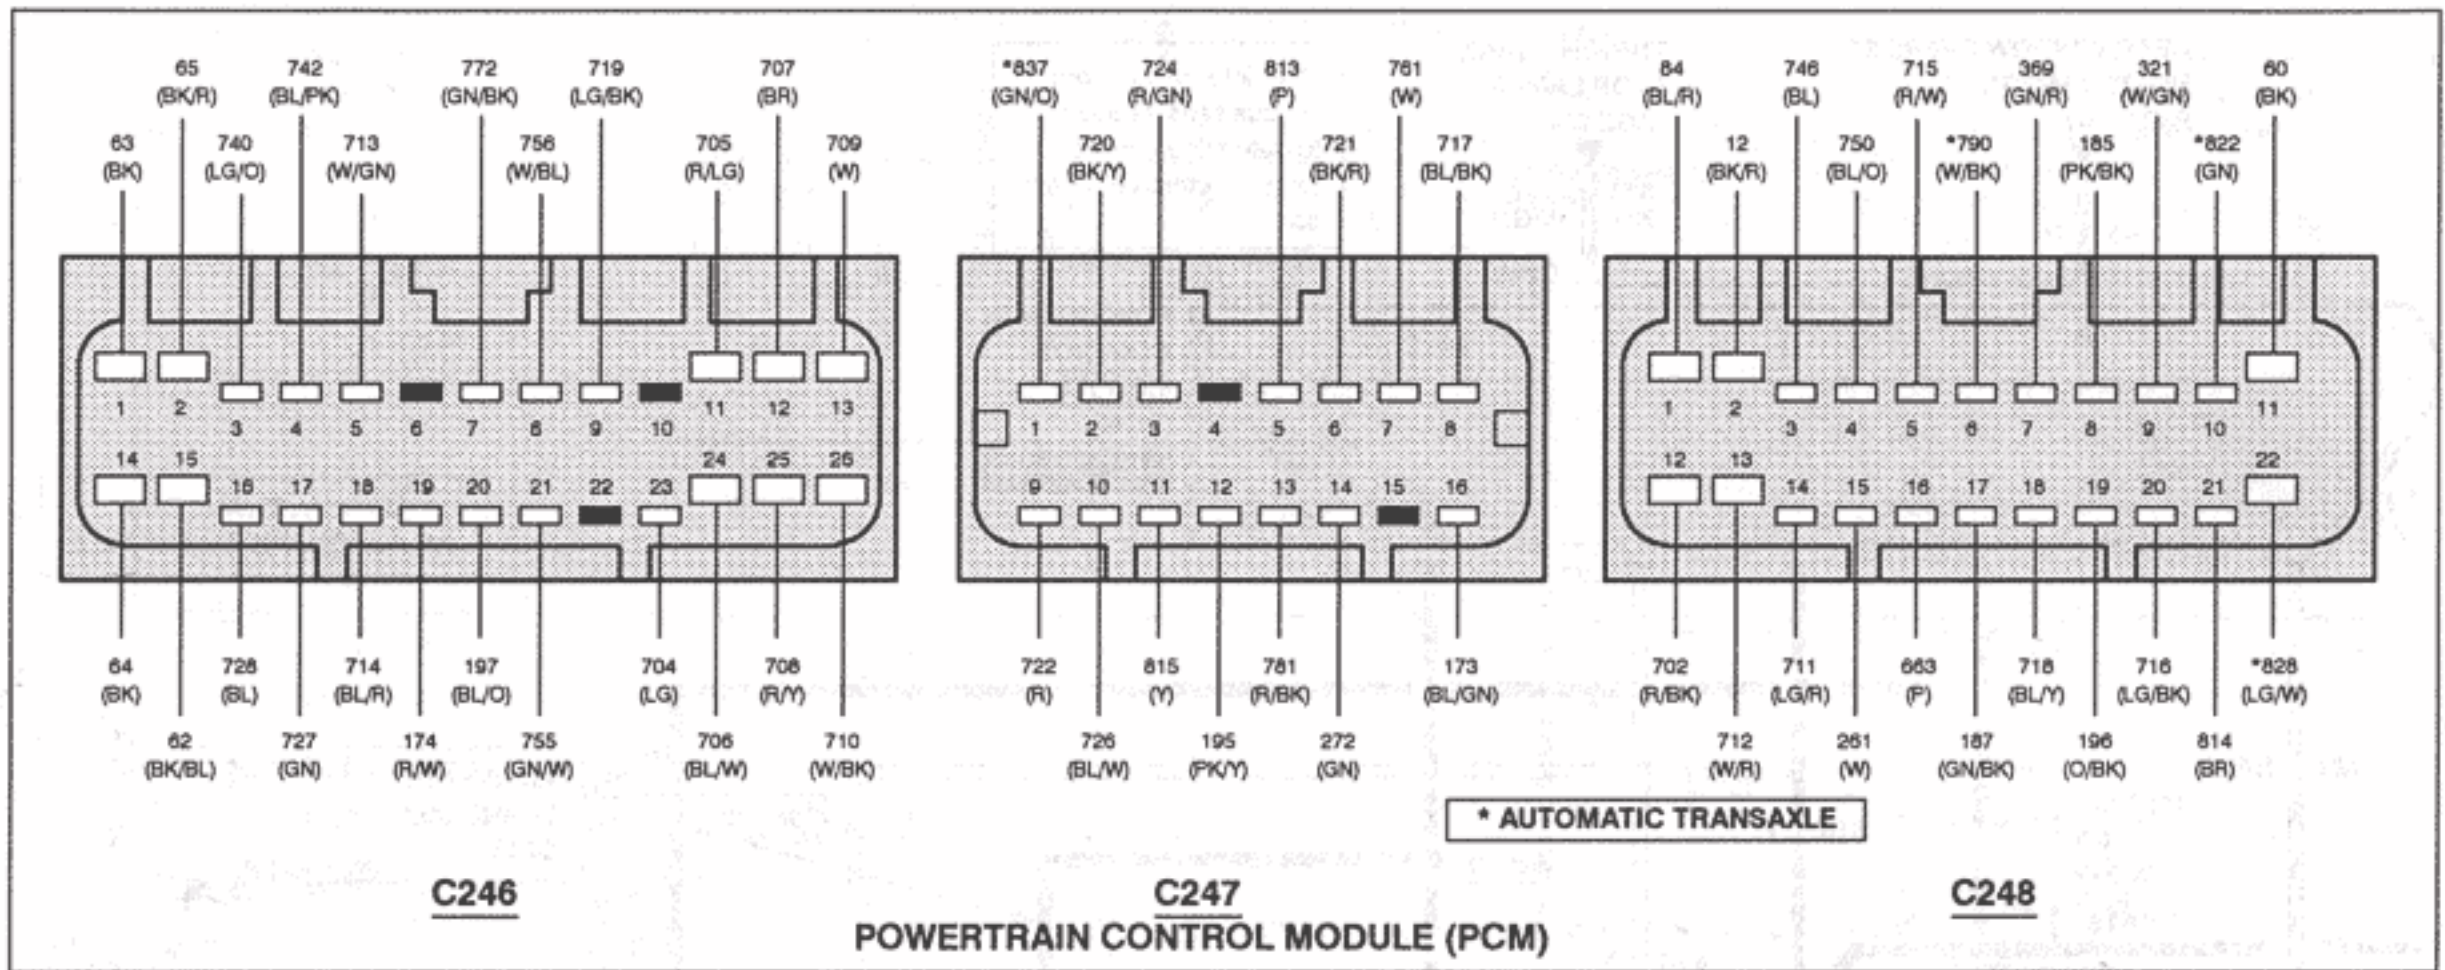 65 742 772 719 707 *837 724 813 761 84 746 715 369 321 60
(BK/R) (BL/PK) (GN/BK) (LG/BK) (BR) (GN/O) (R/GN) (P) (W) (BL/R) (BL) (R/W) (GN/R) (W/GN) (BK)
63 740 713 756 705 709 720 721 717 12 750 *790 185 *822
(BK) (LG/O) (W/GN) (W/BL) (R/LG) (W) (BK/Y) (BK/R) (BL/BK) (BK/R) (BL/O) (W/BK) (PK/BK) (GN)
1 2 3 4 5 6 7 8 9 10 11 12 13
14 15 16 17 18 19 20 21 22 23 24 25 26
1 2 3 4 5 6 7 8
9 10 11 12 13 14 15 16
1 2 3 4 5 6 7 8 9 10 11
12 13 14 15 16 17 18 19 20 21 22
64 728 714 197 704 708 722 815 781 173 702 711 663 718 716 *828
(BK) (BL) (BL/R) (BL/O) (LG) (R/Y) (R) (Y) (R/BK) (BL/GN) (R/BK) (LG/R) (P) (BL/Y) (LG/BK) (LG/W)
62 727 174 755 706 710 726 195 272 712 261 187 196 814
(BK/BL) (GN) (R/W) (GN/W) (BL/W) (W/BK) (BL/W) (PK/Y) (GN) (W/R) (W) (GN/BK) (O/BK) (BR)
* AUTOMATIC TRANSAXLE
C246 C247 C248
POWERTRAIN CONTROL MODULE (PCM)